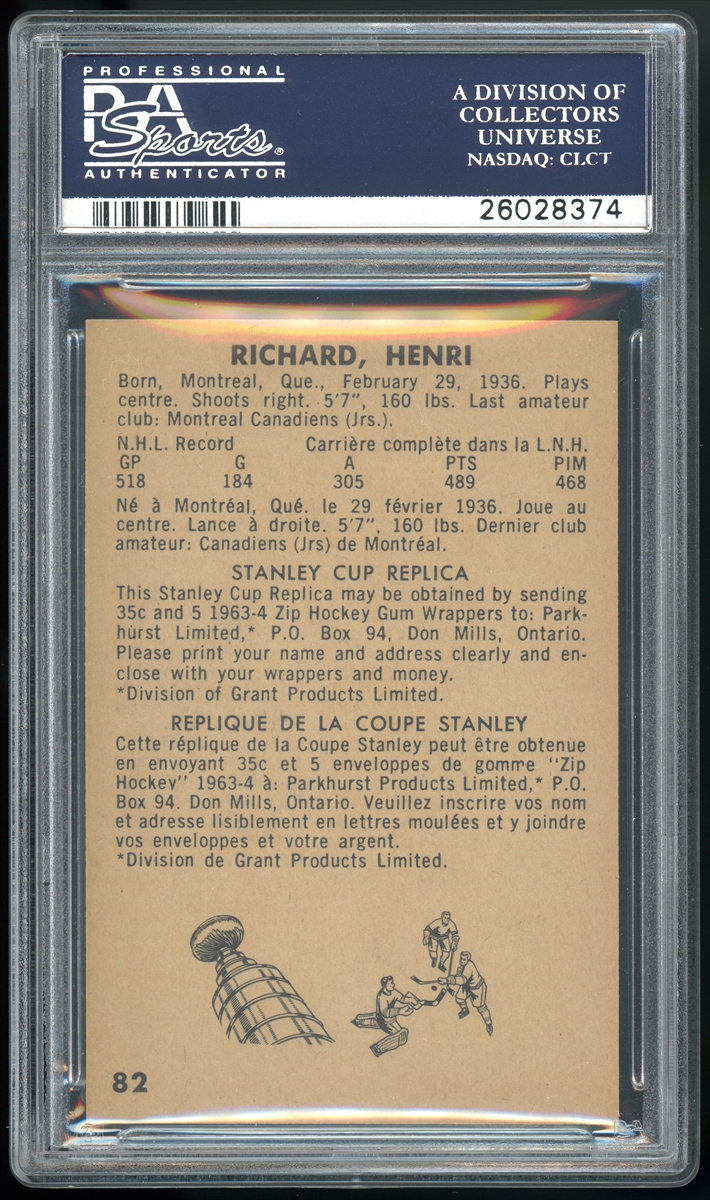 PROFESSIONAL
PSA
Sports®
AUTHENTICATOR
A DIVISION OF
COLLECTORS
UNIVERSE
NASDAQ: CLCT
26028374
RICHARD, HENRI
Born, Montreal, Que., February 29, 1936. Plays
centre. Shoots right. 5'7", 160 lbs. Last amateur
club: Montreal Canadiens (Jrs.).
N.H.L. Record Carrière complète dans la L.N.H.
GP G A PTS PIM
518 184 305 489 468
Né à Montréal, Qué. le 29 février 1936. Joue au
centre. Lance à droite. 5'7", 160 lbs. Dernier club
amateur: Canadiens (Jrs) de Montréal.
STANLEY CUP REPLICA
This Stanley Cup Replica may be obtained by sending
35c and 5 1963-4 Zip Hockey Gum Wrappers to: Park-
hurst Limited,* P.O. Box 94, Don Mills, Ontario.
Please print your name and address clearly and en-
close with your wrappers and money.
*Division of Grant Products Limited.
REPLIQUE DE LA COUPE STANLEY
Cette réplique de la Coupe Stanley peut être obtenue
en envoyant 35c et 5 enveloppes de gomme "Zip
Hockey" 1963-4 à: Parkhurst Products Limited,* P.O.
Box 94. Don Mills, Ontario. Veuillez inscrire vos nom
et adresse lisiblement en lettres moulées et y joindre
vos enveloppes et votre argent.
*Division de Grant Products Limited.
82